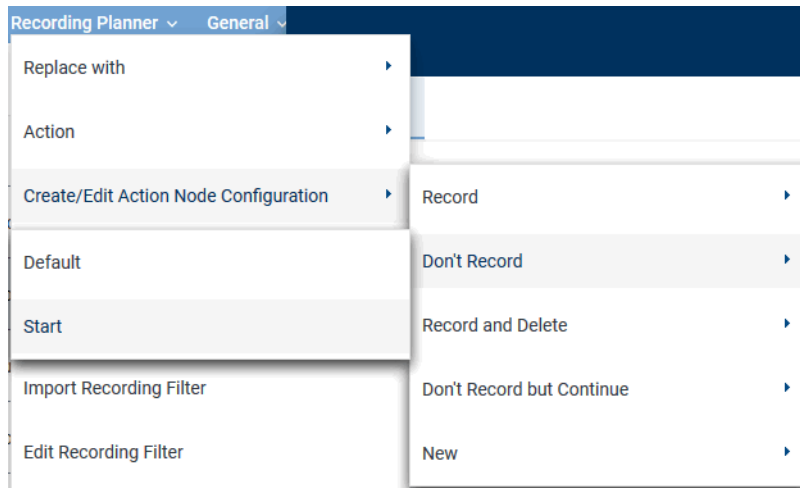 Recording Planner General
Replace with
Action
Create/Edit Action Node Configuration
Record
Default
Don't Record
Start
Record and Delete
Import Recording Filter
Don't Record but Continue
Edit Recording Filter
New